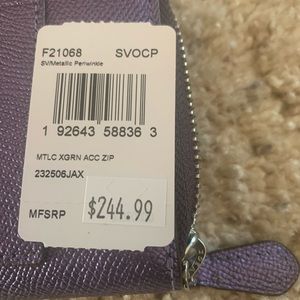 F21068 SVOCP
SV/Metallic Periwinkle
1 92643 58836 3
MTLC XGRN ACC ZIP
232506JAX
MFSRP $244.99